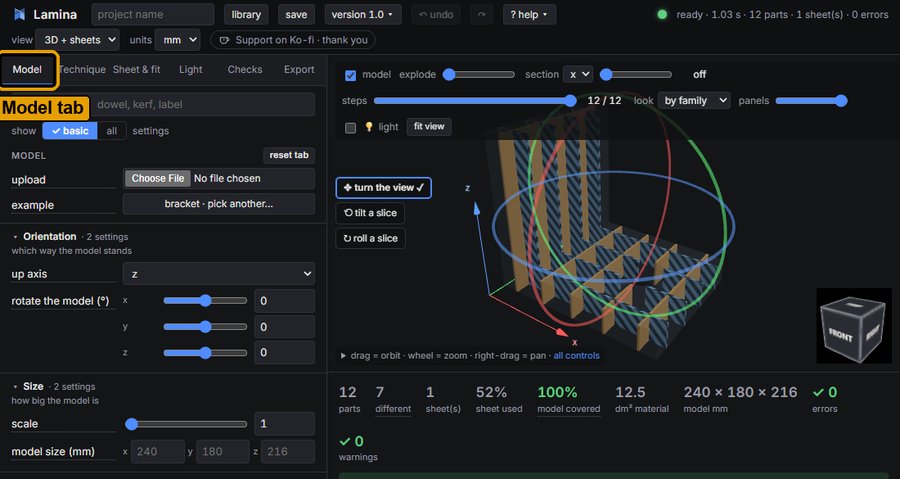 Lamina project name library save version 1.0 undo ? help ready · 1.03 s · 12 parts · 1 sheet(s) · 0 errors
view 3D + sheets units mm Support on Ko-fi · thank you
Model Technique Sheet & fit Light Checks Export
Model tab dowel, kerf, label
show ✓ basic all settings
MODEL reset tab
upload Choose File No file chosen
example bracket · pick another...
Orientation · 2 settings
which way the model stands
up axis z
rotate the model (°) x 0
y 0
z 0
Size · 2 settings
how big the model is
scale 1
model size (mm) x 240 y 180 z 216
model explode section x off
steps 12 / 12 look by family panels
light fit view
turn the view ✓
tilt a slice
roll a slice
z
x
FRONT
drag = orbit · wheel = zoom · right-drag = pan · all controls
12 7 1 52% 100% 12.5 240 × 180 × 216 ✓ 0
parts different sheet(s) sheet used model covered dm² material model mm errors
✓ 0
warnings